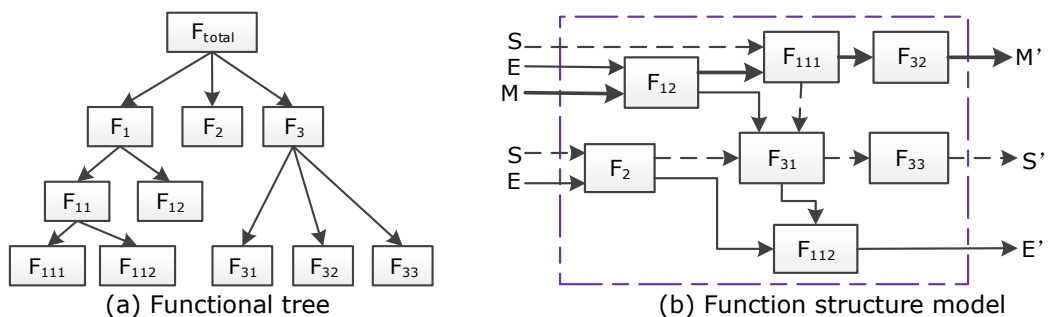 F_total
F_1
F_2
F_3
F_11
F_12
F_111
F_112
F_31
F_32
F_33
(a) Functional tree
S
E
M
F_12
F_111
F_32
M'
S
E
F_2
F_31
F_33
S'
F_112
E'
(b) Function structure model